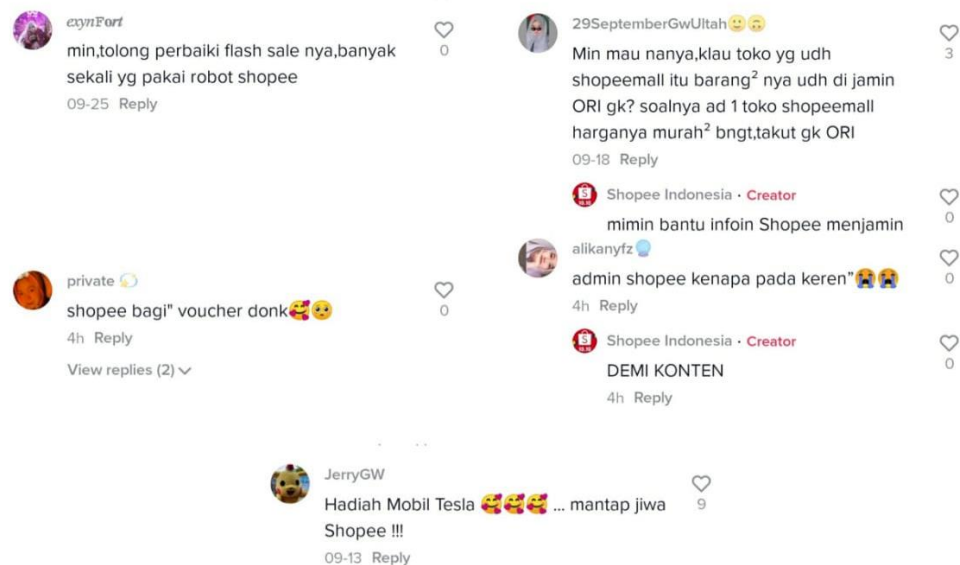 exynFort
min,tolong perbaiki flash sale nya,banyak
sekali yg pakai robot shopee
09-25 Reply
0
private 💫
shopee bagi" voucher donk🥰🥺
4h Reply
View replies (2)
0
29SeptemberGwUltah🙂🙃
Min mau nanya,klau toko yg udh
shopeemall itu barang² nya udh di jamin
ORI gk? soalnya ad 1 toko shopeemall
harganya murah² bngt,takut gk ORI
09-18 Reply
3
Shopee Indonesia · Creator
mimin bantu infoin Shopee menjamin
0
alikanyfz🔮
admin shopee kenapa pada keren"😭😭
4h Reply
0
Shopee Indonesia · Creator
DEMI KONTEN
4h Reply
0
JerryGW
Hadiah Mobil Tesla 🥰🥰🥰 ... mantap jiwa
Shopee !!!
09-13 Reply
9